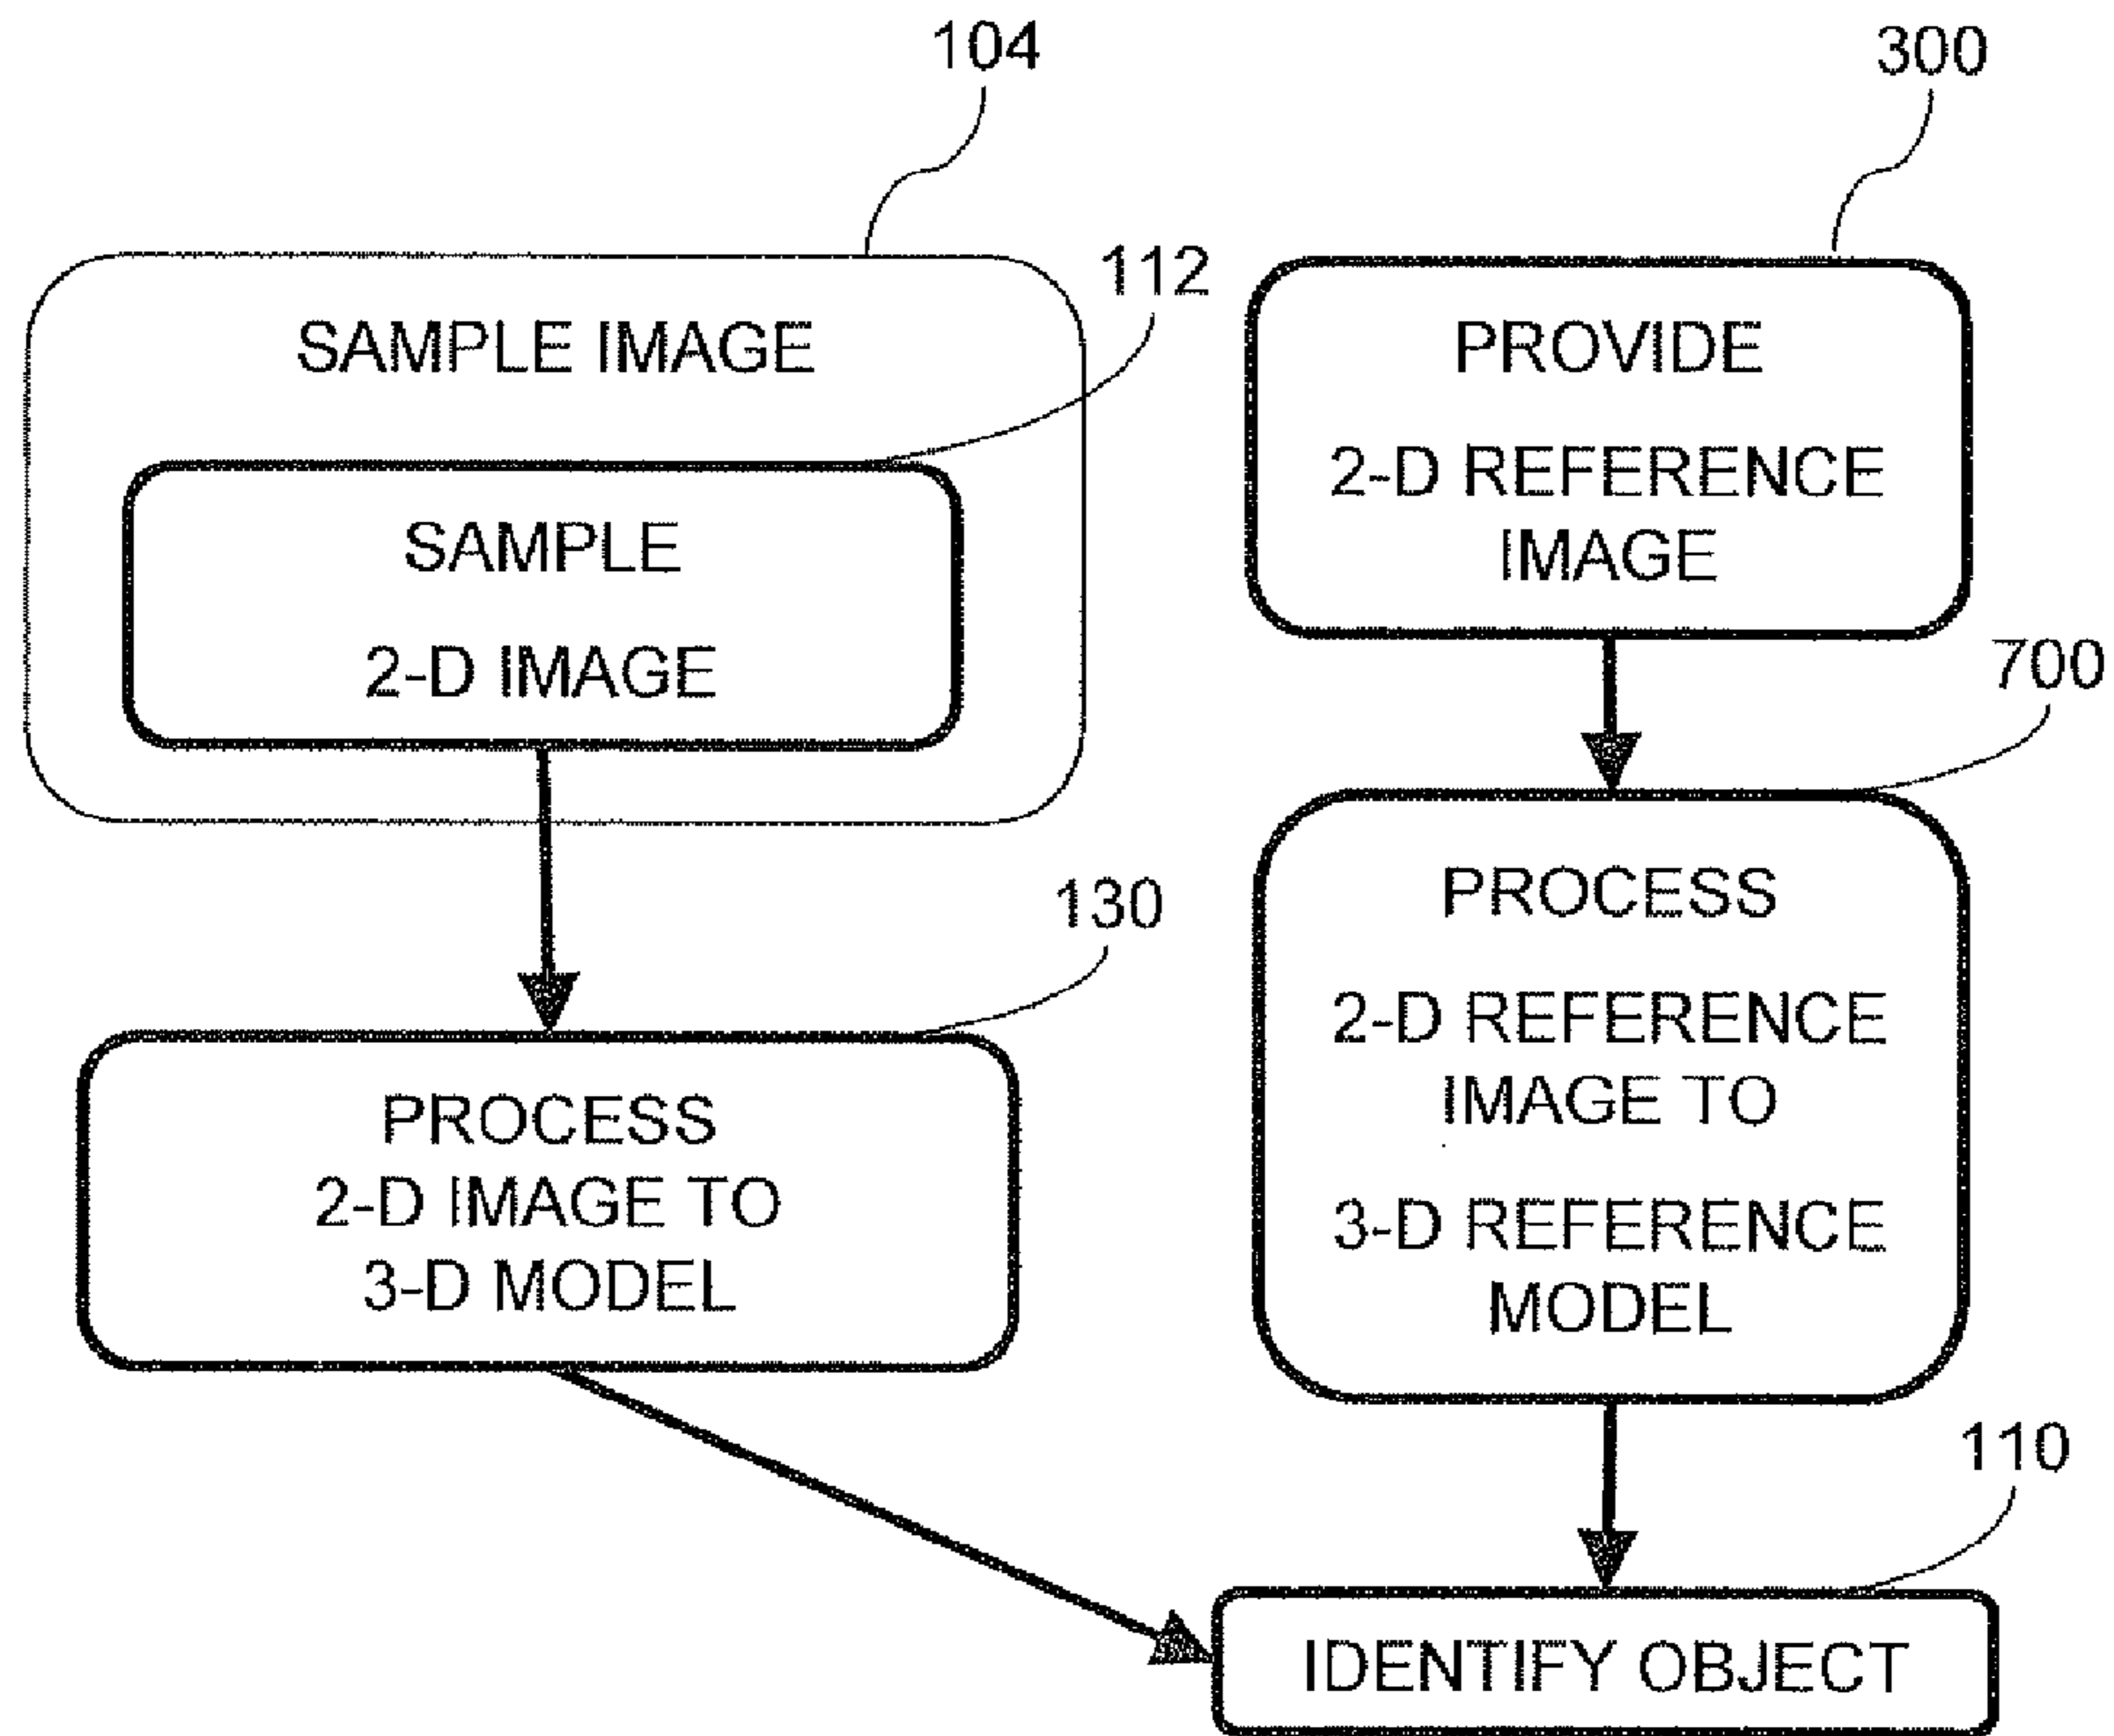 104
300
112
SAMPLE IMAGE
SAMPLE
2-D IMAGE
PROVIDE
2-D REFERENCE
IMAGE
700
130
PROCESS
2-D IMAGE TO
3-D MODEL
PROCESS
2-D REFERENCE
IMAGE TO
3-D REFERENCE
MODEL
110
IDENTIFY OBJECT